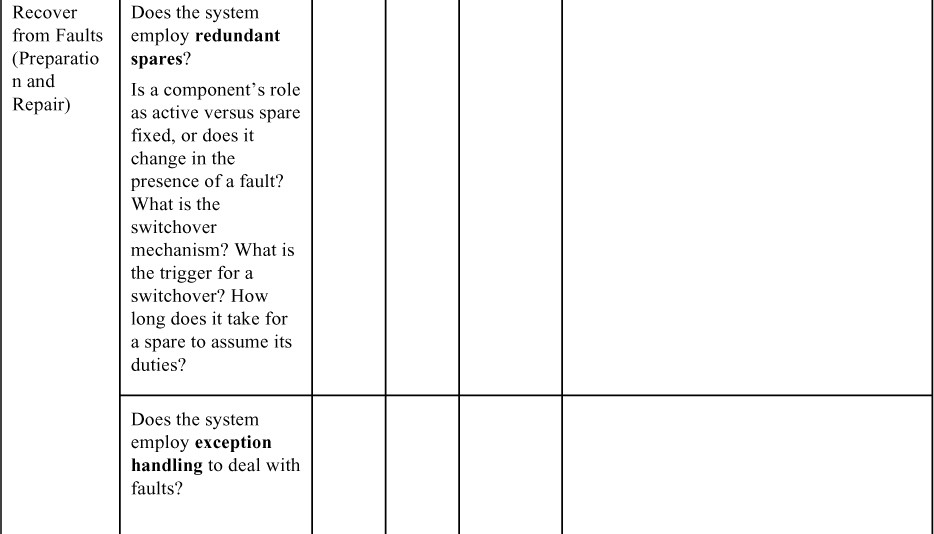 Recover
from Faults
(Preparatio
n and
Repair)
Does the system
employ redundant
spares?
Is a component’s role
as active versus spare
fixed, or does it
change in the
presence of a fault?
What is the
switchover
mechanism? What is
the trigger for a
switchover? How
long does it take for
a spare to assume its
duties?
Does the system
employ exception
handling to deal with
faults?